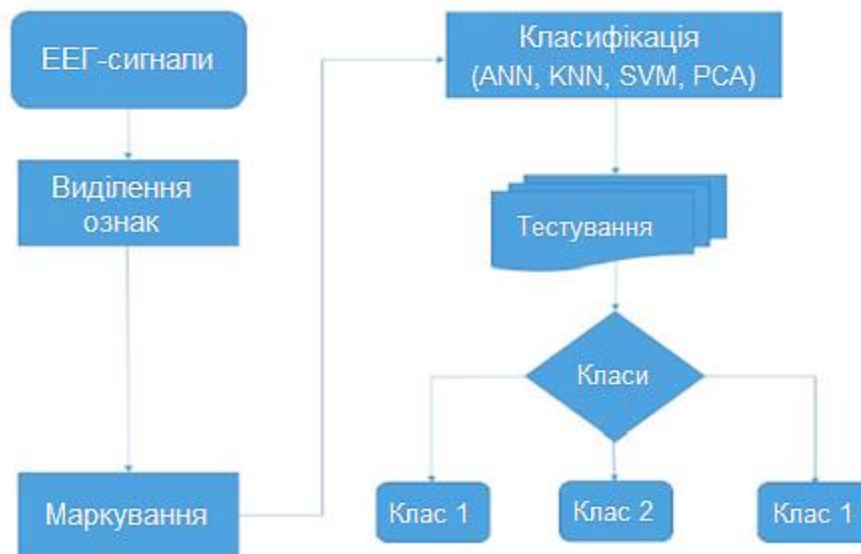 ЕЕГ-сигнали
Виділення
ознак
Маркування
Класифікація
(ANN, KNN, SVM, PCA)
Тестування
Класи
Клас 1
Клас 2
Клас 1